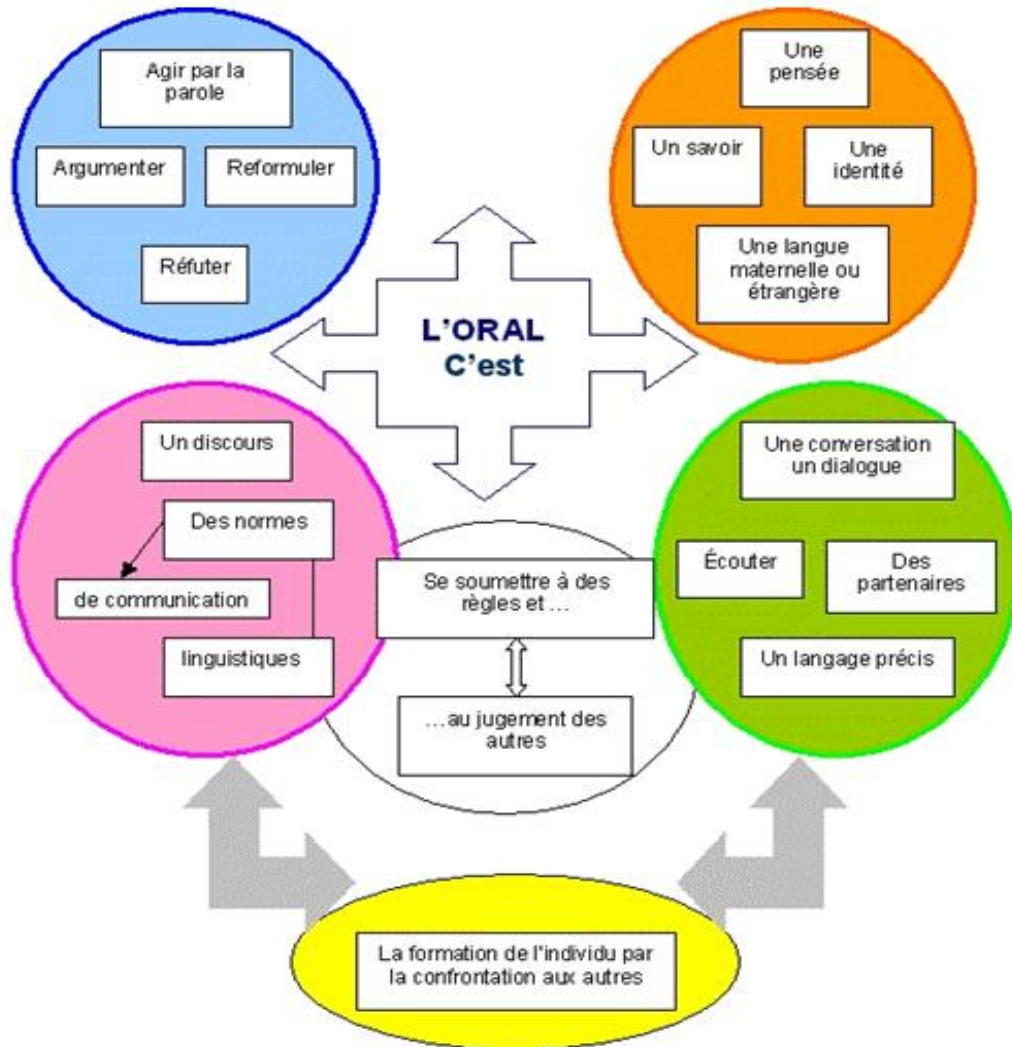 Agir par la
parole
Argumenter
Reformuler
Réfuter
Une
pensée
Un savoir
Une
identité
Une langue
maternelle ou
étrangère
L'ORAL
C'est
Un discours
Des normes
de communication
linguistiques
Se soumettre à des
règles et ...
...au jugement des
autres
Une conversation
un dialogue
Écouter
Des
partenaires
Un langage précis
La formation de l'individu par
la confrontation aux autres